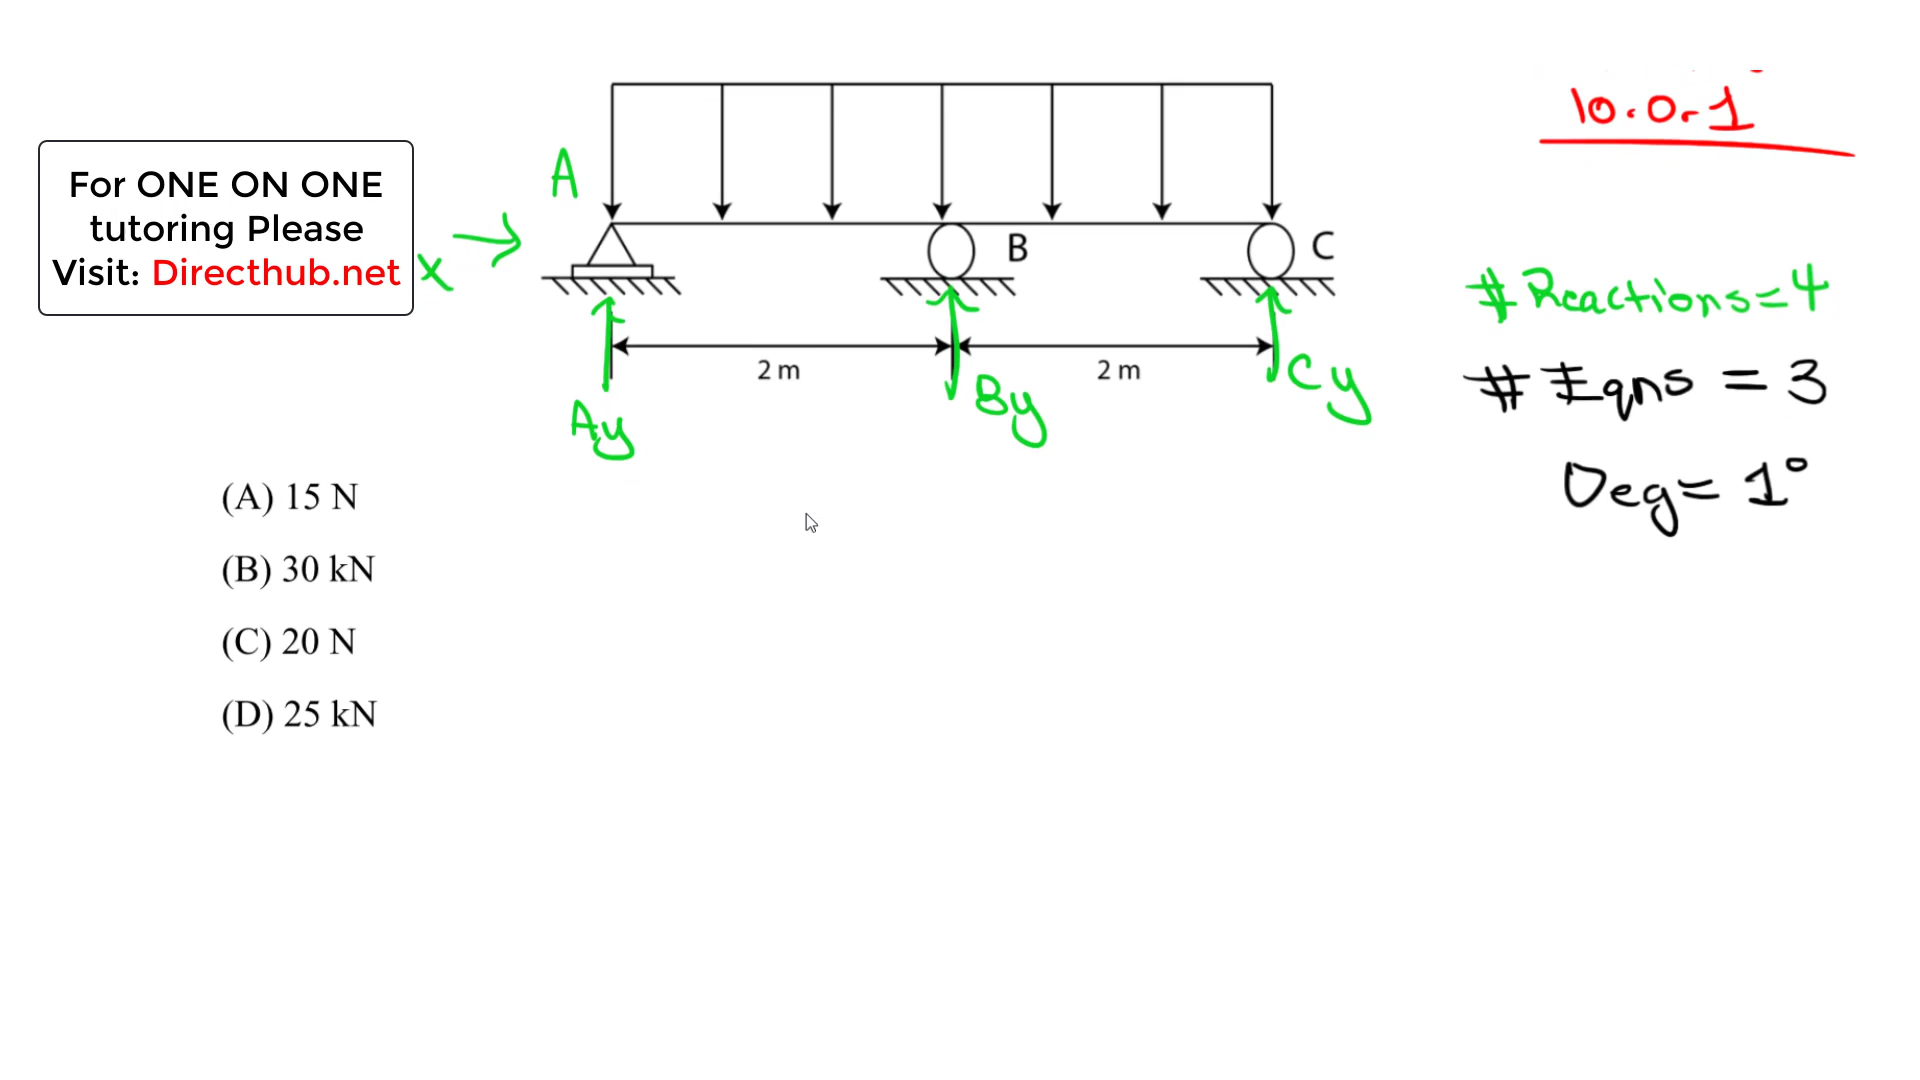 10.0.1
For ONE ON ONE
tutoring Please
Visit: Directhub.net
A
x
B
C
2 m
2 m
Ay
By
Cy
# Reactions = 4
# Eqns = 3
Deg = 1°
(A) 15 N
(B) 30 kN
(C) 20 N
(D) 25 kN